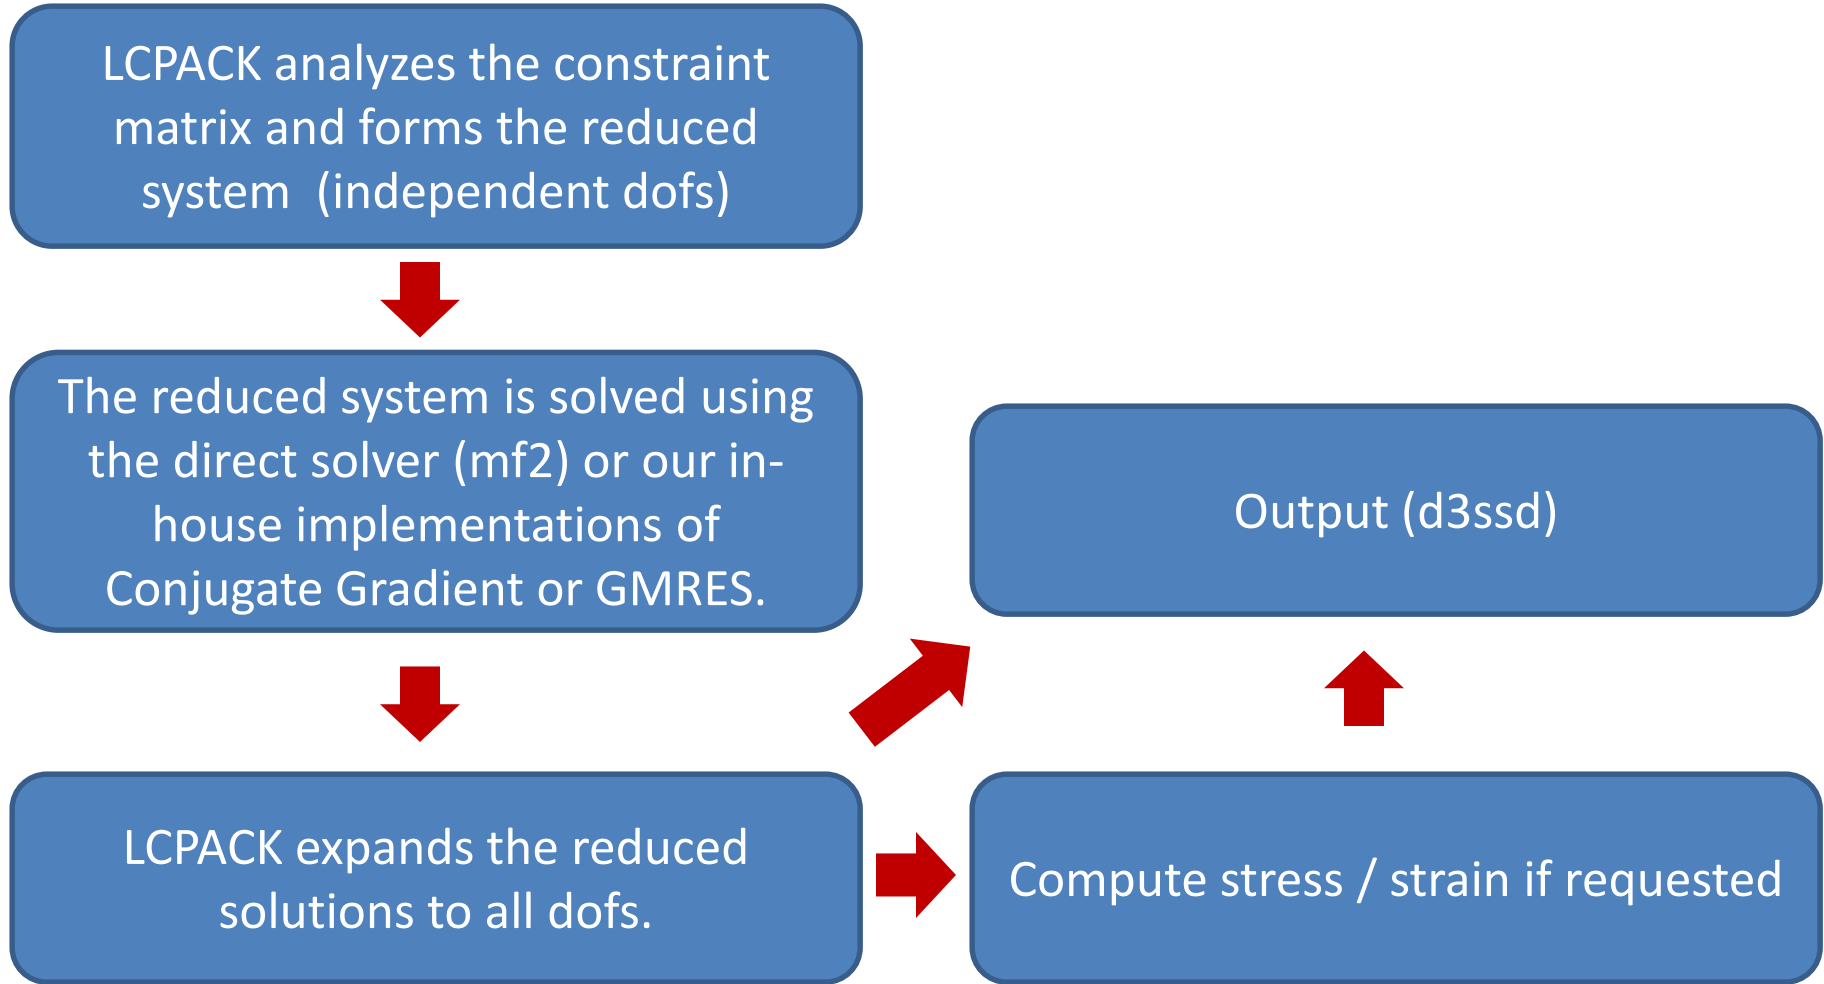 LCPACK analyzes the constraint
matrix and forms the reduced
system  (independent dofs)
The reduced system is solved using
the direct solver (mf2) or our in-
house implementations of
Conjugate Gradient or GMRES.
LCPACK expands the reduced
solutions to all dofs.
Compute stress / strain if requested
Output (d3ssd)